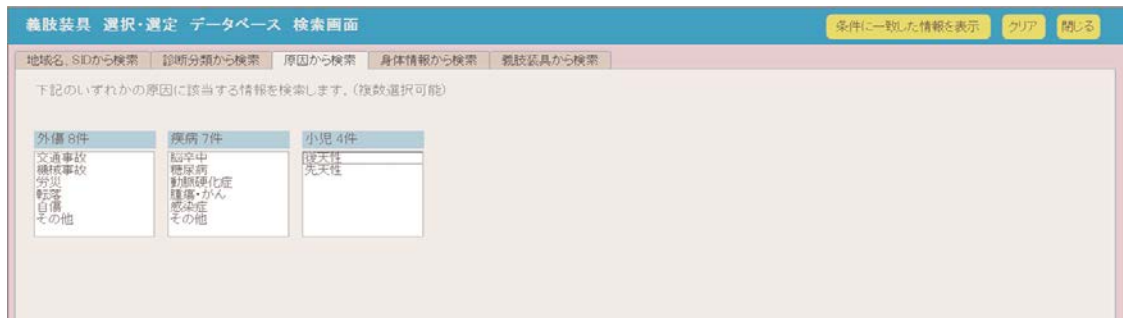 義肢装具 選択・選定 データベース 検索画面
条件に一致した情報を表示 クリア 閉じる
地域名、SIDから検索 診断分類から検索 原因から検索 身体情報から検索 義肢装具から検索
下記のいずれかの原因に該当する情報を検索します。(複数選択可能)
外傷 8件 疾病 7件 小児 4件
交通事故 脳卒中 後天性
機械事故 糖尿病 先天性
労災 動脈硬化症
転落 腫瘍・がん
自傷 感染症
その他 その他